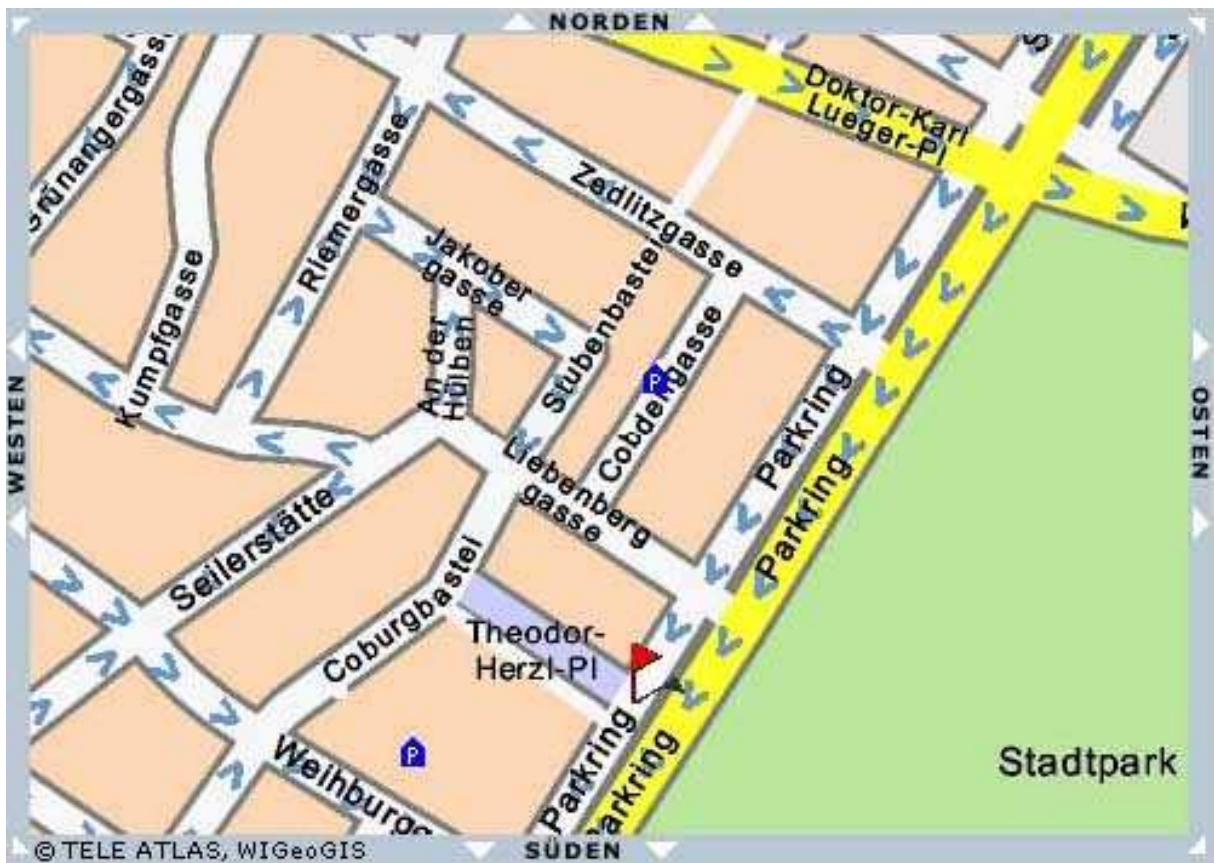 NORDEN
Grünangergasse
Doktor-Karl
Lueger-Pl
Riemergasse
Zedlitzgasse
Jakober
gasse
Stubenbastei
Kumpfgasse
An der
Hülben
Cobdengasse
Parkring
WESTEN
OSTEN
P
Liebenberg
gasse
Parkring
Seilerstätte
Coburgbastei
Theodor-
Herzl-Pl
P
Weihburgg
Parkring
Parkring
Stadtpark
© TELE ATLAS, WIGeoGIS
SÜDEN